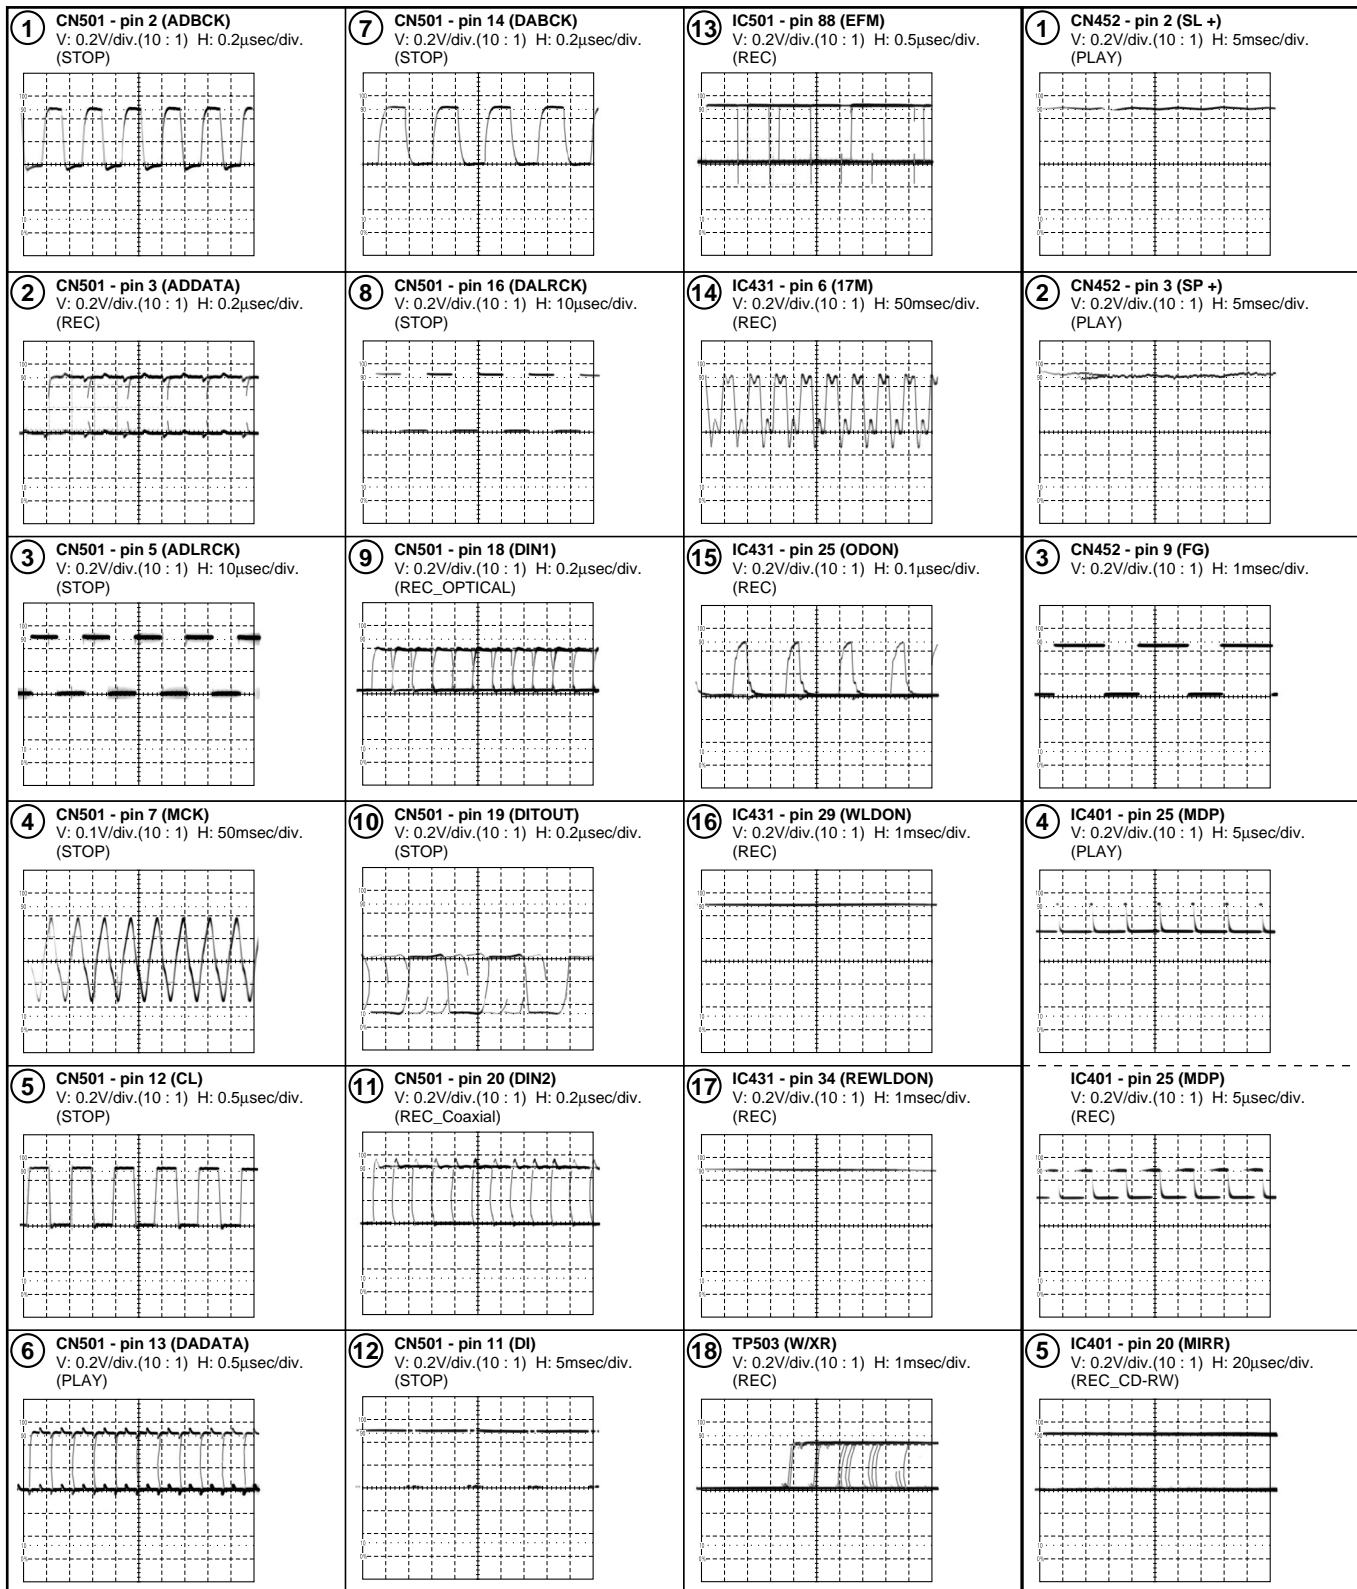 1
CN501 - pin 2 (ADBCK)
V: 0.2V/div.(10 : 1) H: 0.2µsec/div.
(STOP)
2
CN501 - pin 3 (ADDATA)
V: 0.2V/div.(10 : 1) H: 0.2µsec/div.
(REC)
3
CN501 - pin 5 (ADLRCK)
V: 0.2V/div.(10 : 1) H: 10µsec/div.
(STOP)
4
CN501 - pin 7 (MCK)
V: 0.1V/div.(10 : 1) H: 50msec/div.
(STOP)
5
CN501 - pin 12 (CL)
V: 0.2V/div.(10 : 1) H: 0.5µsec/div.
(STOP)
6
CN501 - pin 13 (DADATA)
V: 0.2V/div.(10 : 1) H: 0.5µsec/div.
(PLAY)
7
CN501 - pin 14 (DABCK)
V: 0.2V/div.(10 : 1) H: 0.2µsec/div.
(STOP)
8
CN501 - pin 16 (DALRCK)
V: 0.2V/div.(10 : 1) H: 10µsec/div.
(STOP)
9
CN501 - pin 18 (DIN1)
V: 0.2V/div.(10 : 1) H: 0.2µsec/div.
(REC_OPTICAL)
10
CN501 - pin 19 (DITOUT)
V: 0.2V/div.(10 : 1) H: 0.2µsec/div.
(STOP)
11
CN501 - pin 20 (DIN2)
V: 0.2V/div.(10 : 1) H: 0.2µsec/div.
(REC_Coaxial)
12
CN501 - pin 11 (DI)
V: 0.2V/div.(10 : 1) H: 5msec/div.
(STOP)
13
IC501 - pin 88 (EFM)
V: 0.2V/div.(10 : 1) H: 0.5µsec/div.
(REC)
14
IC431 - pin 6 (17M)
V: 0.2V/div.(10 : 1) H: 50msec/div.
(REC)
15
IC431 - pin 25 (ODON)
V: 0.2V/div.(10 : 1) H: 0.1µsec/div.
(REC)
16
IC431 - pin 29 (WLDON)
V: 0.2V/div.(10 : 1) H: 1msec/div.
(REC)
17
IC431 - pin 34 (REWLDON)
V: 0.2V/div.(10 : 1) H: 1msec/div.
(REC)
18
TP503 (W/XR)
V: 0.2V/div.(10 : 1) H: 1msec/div.
(REC)
1
CN452 - pin 2 (SL +)
V: 0.2V/div.(10 : 1) H: 5msec/div.
(PLAY)
2
CN452 - pin 3 (SP +)
V: 0.2V/div.(10 : 1) H: 5msec/div.
(PLAY)
3
CN452 - pin 9 (FG)
V: 0.2V/div.(10 : 1) H: 1msec/div.
4
IC401 - pin 25 (MDP)
V: 0.2V/div.(10 : 1) H: 5µsec/div.
(PLAY)
IC401 - pin 25 (MDP)
V: 0.2V/div.(10 : 1) H: 5µsec/div.
(REC)
5
IC401 - pin 20 (MIRR)
V: 0.2V/div.(10 : 1) H: 20µsec/div.
(REC_CD-RW)